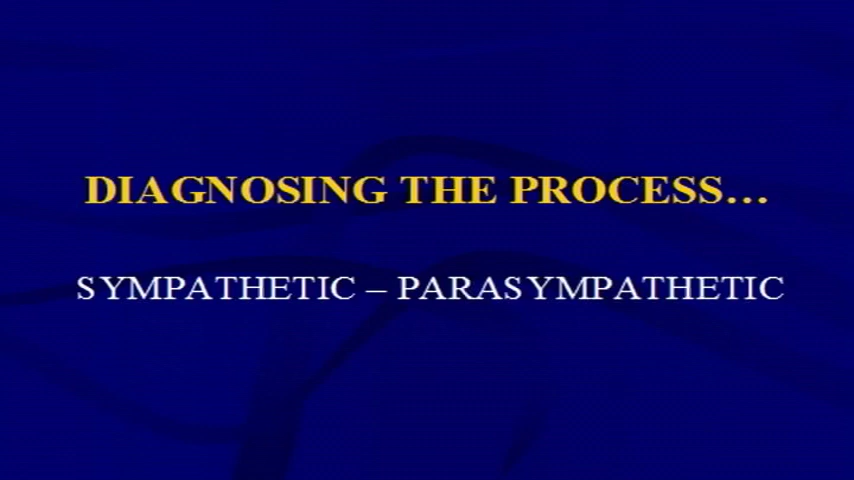 DIAGNOSING THE PROCESS…
SYMPATHETIC – PARASYMPATHETIC